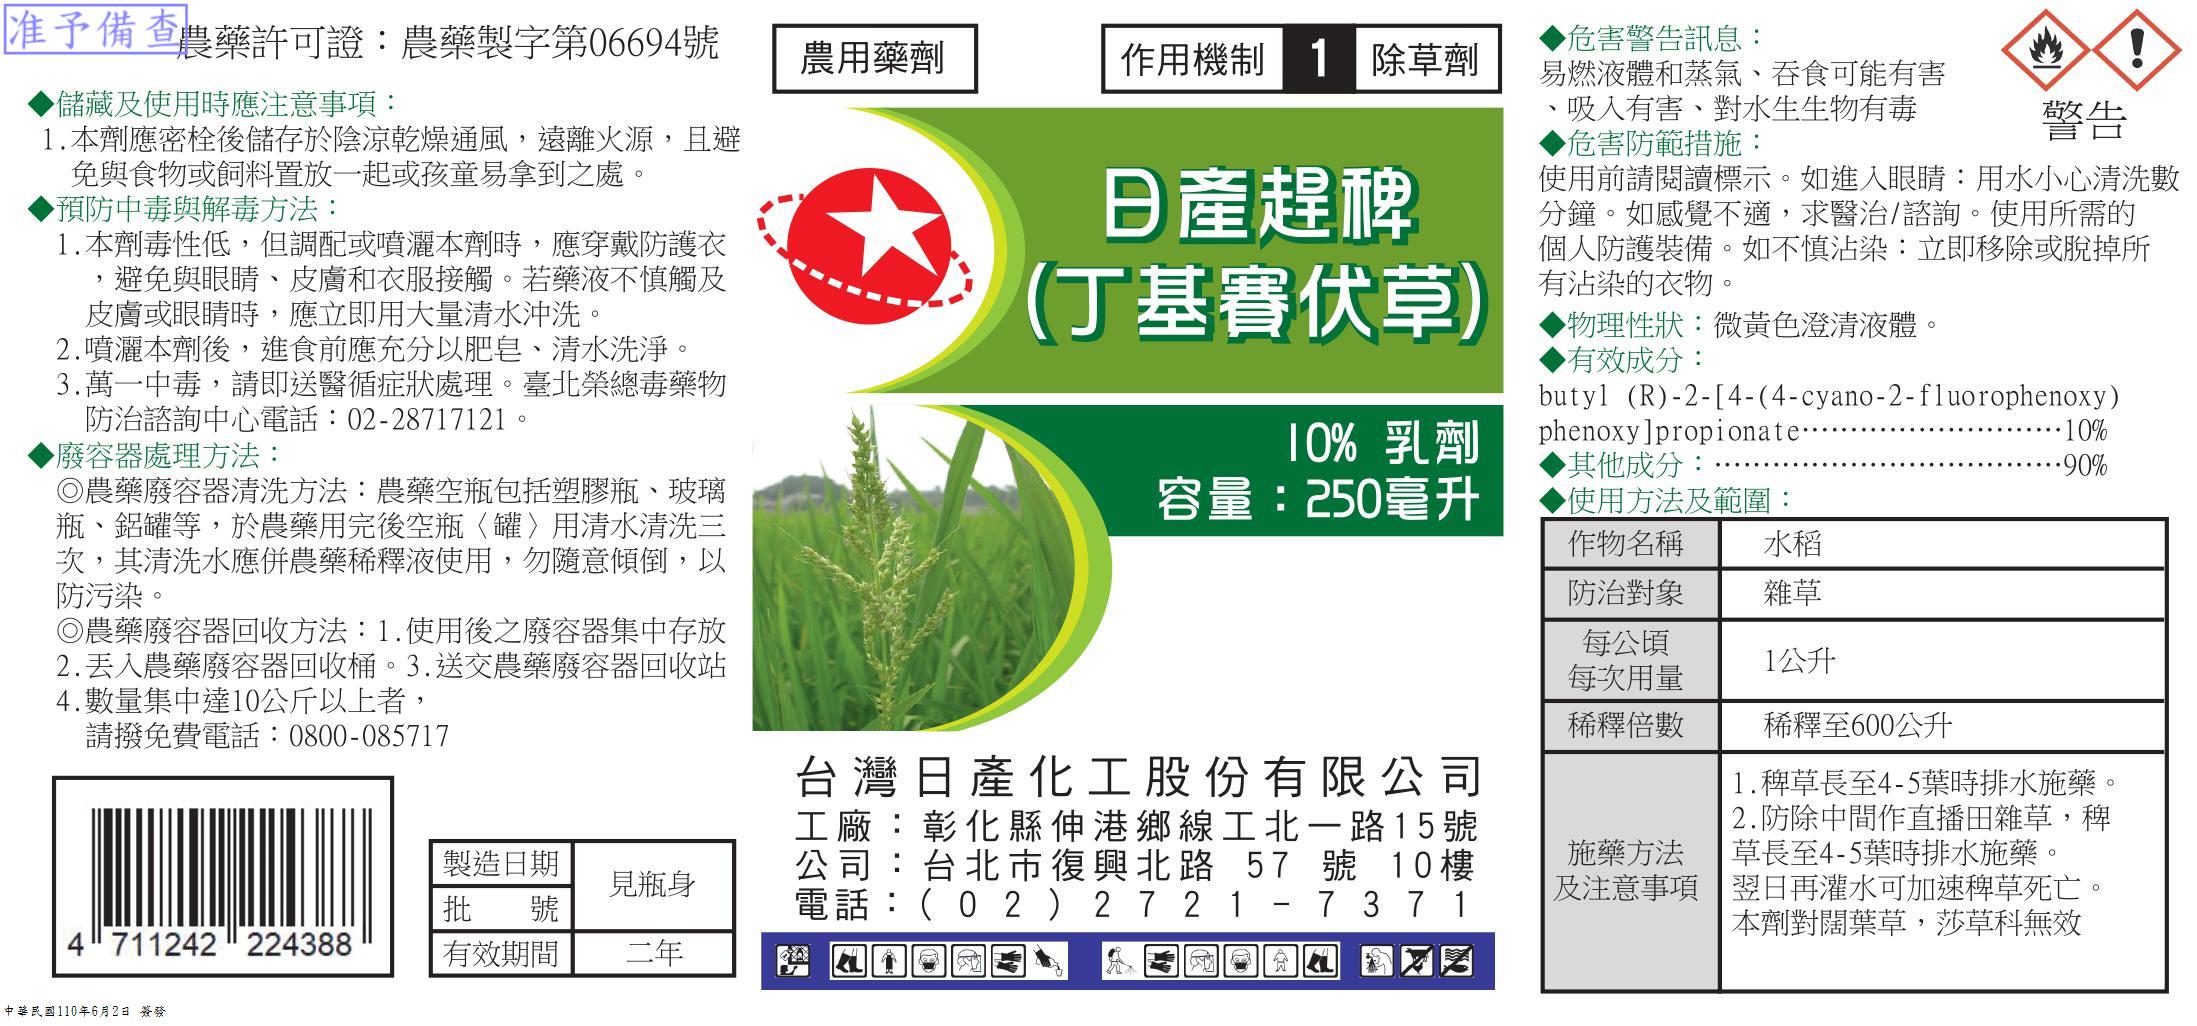 准予備查
農藥許可證：農藥製字第06694號
◆儲藏及使用時應注意事項：
1.本劑應密栓後儲存於陰涼乾燥通風，遠離火源，且避
免與食物或飼料置放一起或孩童易拿到之處。
◆預防中毒與解毒方法：
1.本劑毒性低，但調配或噴灑本劑時，應穿戴防護衣
，避免與眼睛、皮膚和衣服接觸。若藥液不慎觸及
皮膚或眼睛時，應立即用大量清水沖洗。
2.噴灑本劑後，進食前應充分以肥皂、清水洗淨。
3.萬一中毒，請即送醫循症狀處理。臺北榮總毒藥物
防治諮詢中心電話：02-28717121。
◆廢容器處理方法：
◎農藥廢容器清洗方法：農藥空瓶包括塑膠瓶、玻璃
瓶、鋁罐等，於農藥用完後空瓶〈罐〉用清水清洗三
次，其清洗水應併農藥稀釋液使用，勿隨意傾倒，以
防污染。
◎農藥廢容器回收方法：1.使用後之廢容器集中存放
2.丟入農藥廢容器回收桶。3.送交農藥廢容器回收站
4.數量集中達10公斤以上者，
請撥免費電話：0800-085717
4 711242 224388
製造日期 見瓶身
批 號
有效期間 二年
中華民國110年6月2日 簽發
農用藥劑
作用機制 1 除草劑
日產趕稗
(丁基賽伏草)
10% 乳劑
容量：250毫升
台灣日產化工股份有限公司
工廠：彰化縣伸港鄉線工北一路15號
公司：台北市復興北路 57 號 10樓
電話：(02)2721-7371
◆危害警告訊息：
易燃液體和蒸氣、吞食可能有害
、吸入有害、對水生生物有毒
警告
◆危害防範措施：
使用前請閱讀標示。如進入眼睛：用水小心清洗數
分鐘。如感覺不適，求醫治/諮詢。使用所需的
個人防護裝備。如不慎沾染：立即移除或脫掉所
有沾染的衣物。
◆物理性狀：微黃色澄清液體。
◆有效成分：
butyl (R)-2-[4-(4-cyano-2-fluorophenoxy)
phenoxy]propionate………………………10%
◆其他成分：………………………………90%
◆使用方法及範圍：
作物名稱 水稻
防治對象 雜草
每公頃
每次用量 1公升
稀釋倍數 稀釋至600公升
施藥方法
及注意事項
1.稗草長至4-5葉時排水施藥。
2.防除中間作直播田雜草，稗
草長至4-5葉時排水施藥。
翌日再灌水可加速稗草死亡。
本劑對闊葉草，莎草科無效